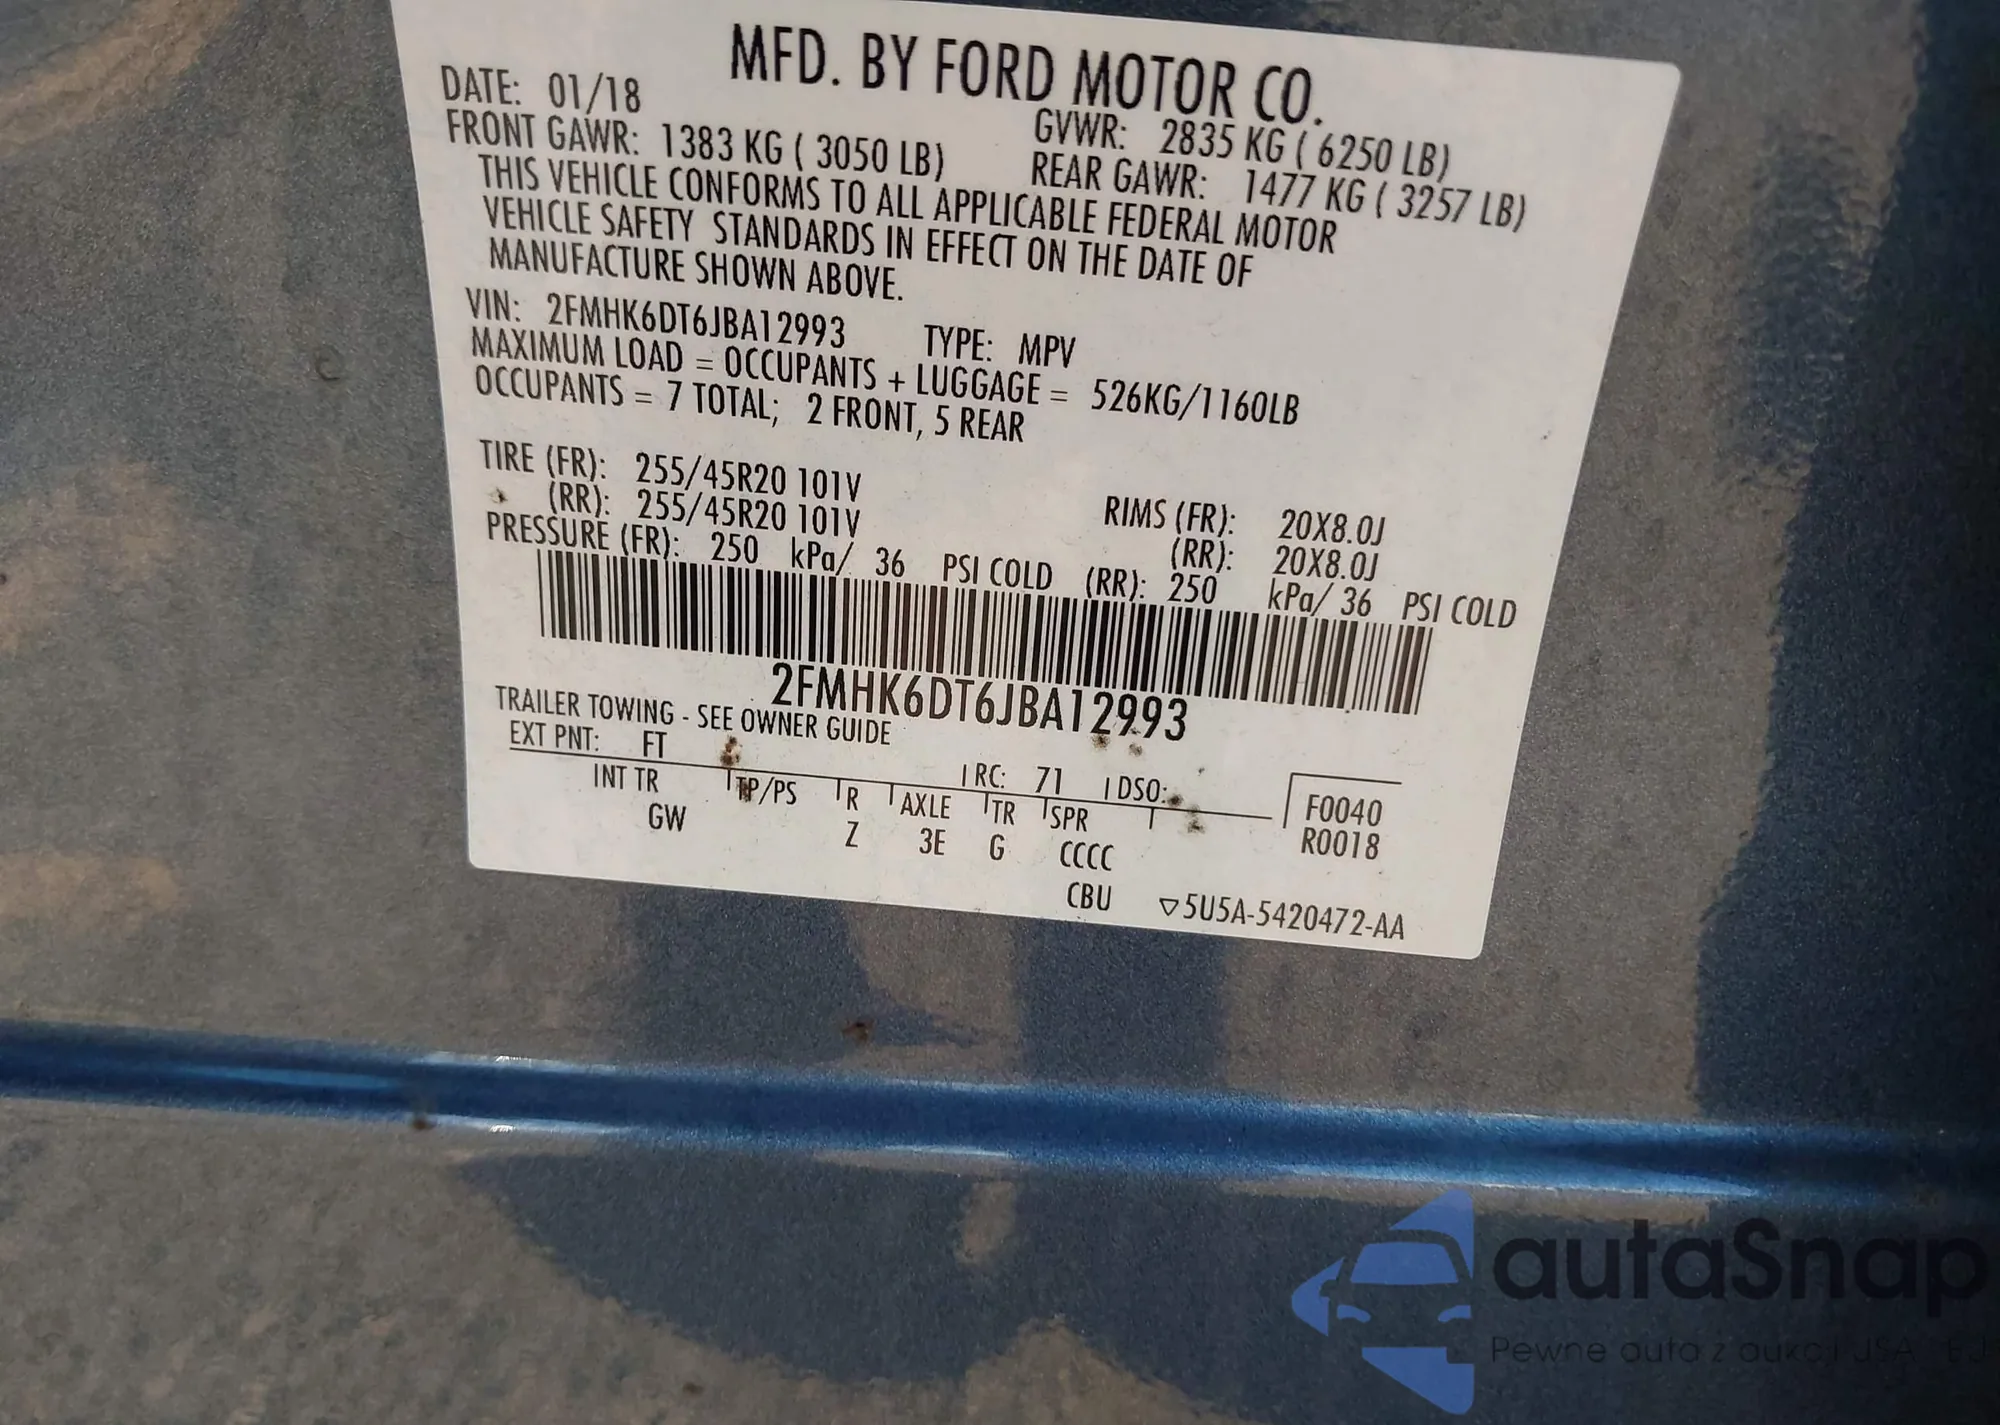 MFD. BY FORD MOTOR CO.
DATE: 01/18 GVWR: 2835 KG ( 6250 LB)
FRONT GAWR: 1383 KG ( 3050 LB) REAR GAWR: 1477 KG ( 3257 LB)
THIS VEHICLE CONFORMS TO ALL APPLICABLE FEDERAL MOTOR
VEHICLE SAFETY STANDARDS IN EFFECT ON THE DATE OF
MANUFACTURE SHOWN ABOVE.
VIN: 2FMHK6DT6JBA12993 TYPE: MPV
MAXIMUM LOAD = OCCUPANTS + LUGGAGE = 526KG/1160LB
OCCUPANTS = 7 TOTAL; 2 FRONT, 5 REAR
TIRE (FR): 255/45R20 101V RIMS (FR): 20X8.0J
(RR): 255/45R20 101V (RR): 20X8.0J
PRESSURE (FR): 250 kPa/ 36 PSI COLD (RR): 250 kPa/ 36 PSI COLD
2FMHK6DT6JBA12993
TRAILER TOWING - SEE OWNER GUIDE
EXT PNT: FT RC: 71 DSO: F0040
INT TR TP/PS R AXLE TR SPR R0018
GW Z 3E G CCCC
CBU ▽5U5A-5420472-AA
autaSnap
Pewne auta z aukcji USA